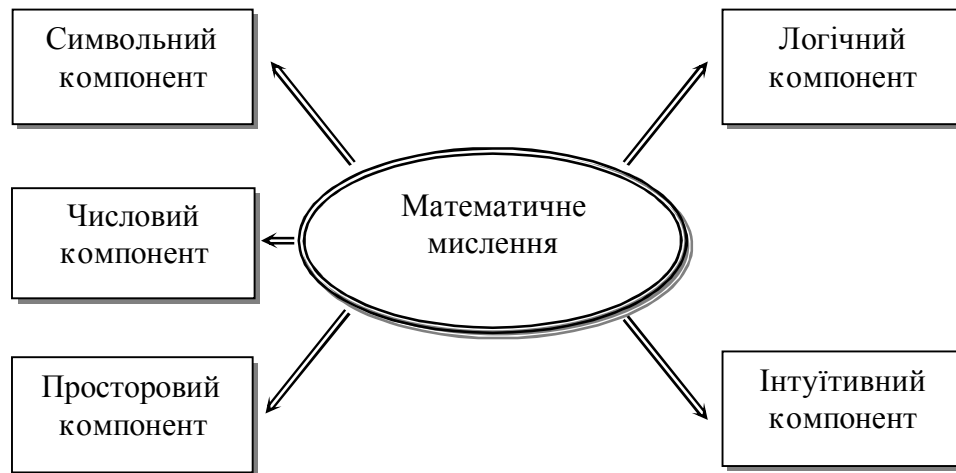 Символьний
компонент
Логічний
компонент
Математичне
мислення
Числовий
компонент
Просторовий
компонент
Інтуїтивний
компонент